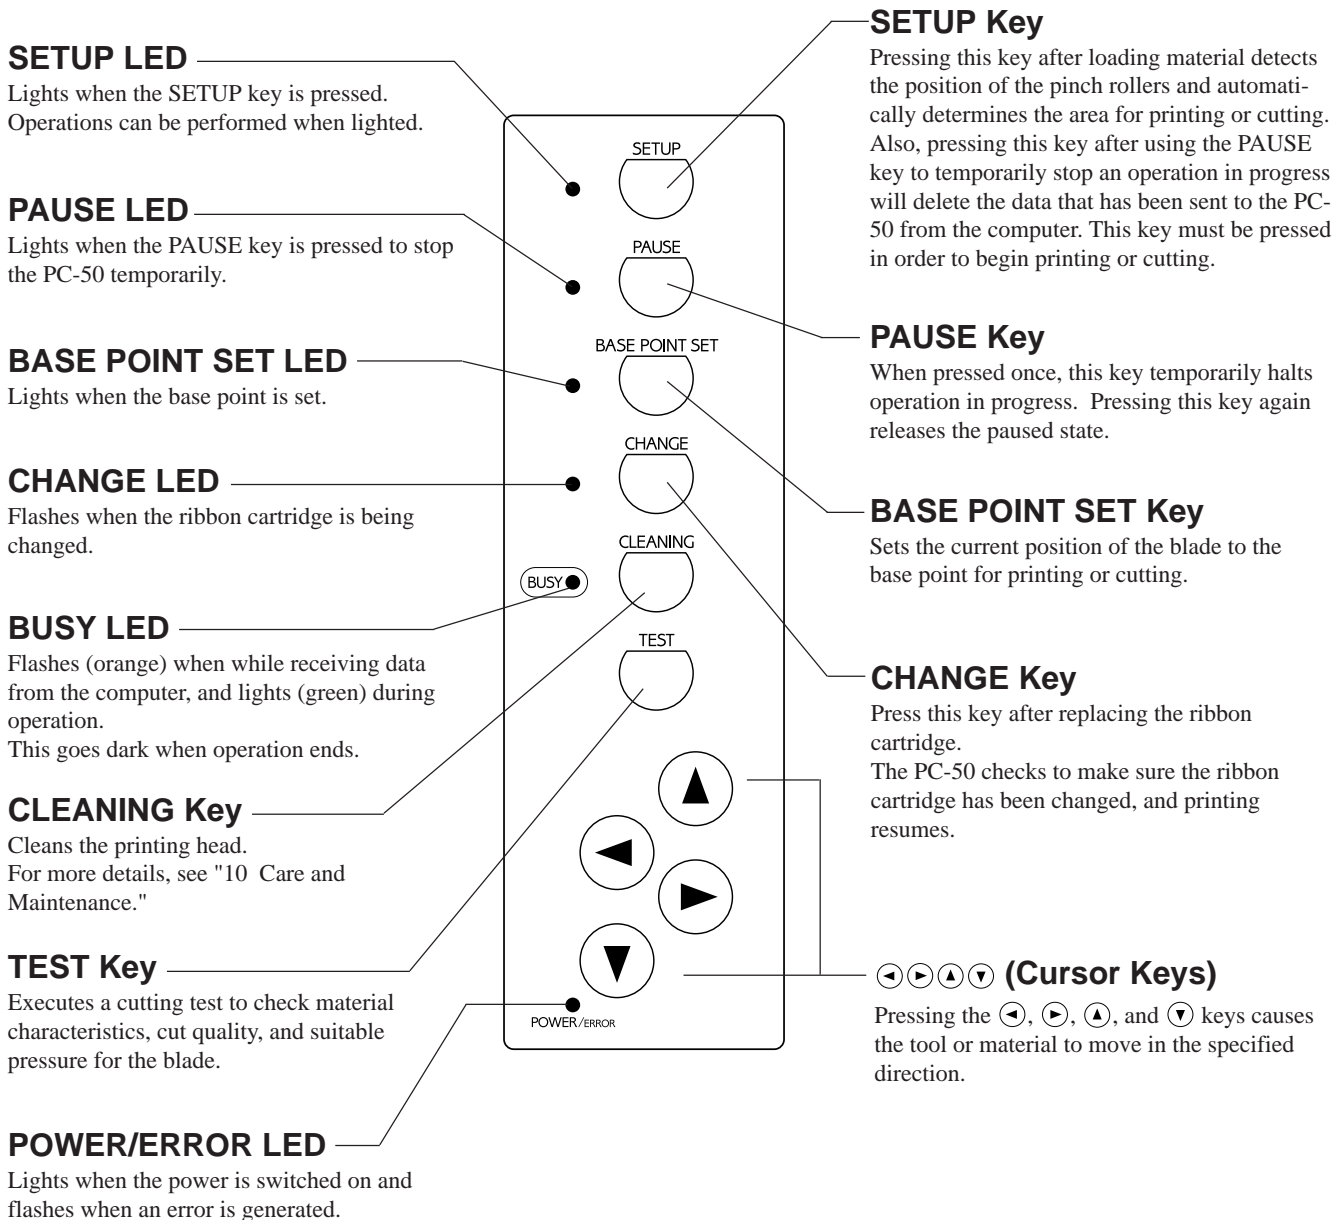 SETUP LED
Lights when the SETUP key is pressed.
Operations can be performed when lighted.
PAUSE LED
Lights when the PAUSE key is pressed to stop
the PC-50 temporarily.
BASE POINT SET LED
Lights when the base point is set.
CHANGE LED
Flashes when the ribbon cartridge is being
changed.
BUSY LED
Flashes (orange) when while receiving data
from the computer, and lights (green) during
operation.
This goes dark when operation ends.
CLEANING Key
Cleans the printing head.
For more details, see "10 Care and
Maintenance."
TEST Key
Executes a cutting test to check material
characteristics, cut quality, and suitable
pressure for the blade.
POWER/ERROR LED
Lights when the power is switched on and
flashes when an error is generated.
SETUP
PAUSE
BASE POINT SET
CHANGE
CLEANING
BUSY
TEST
POWER/ERROR
SETUP Key
Pressing this key after loading material detects
the position of the pinch rollers and automati-
cally determines the area for printing or cutting.
Also, pressing this key after using the PAUSE
key to temporarily stop an operation in progress
will delete the data that has been sent to the PC-
50 from the computer. This key must be pressed
in order to begin printing or cutting.
PAUSE Key
When pressed once, this key temporarily halts
operation in progress.  Pressing this key again
releases the paused state.
BASE POINT SET Key
Sets the current position of the blade to the
base point for printing or cutting.
CHANGE Key
Press this key after replacing the ribbon
cartridge.
The PC-50 checks to make sure the ribbon
cartridge has been changed, and printing
resumes.
(Cursor Keys)
Pressing the ◄, ►, ▲, and ▼ keys causes
the tool or material to move in the specified
direction.